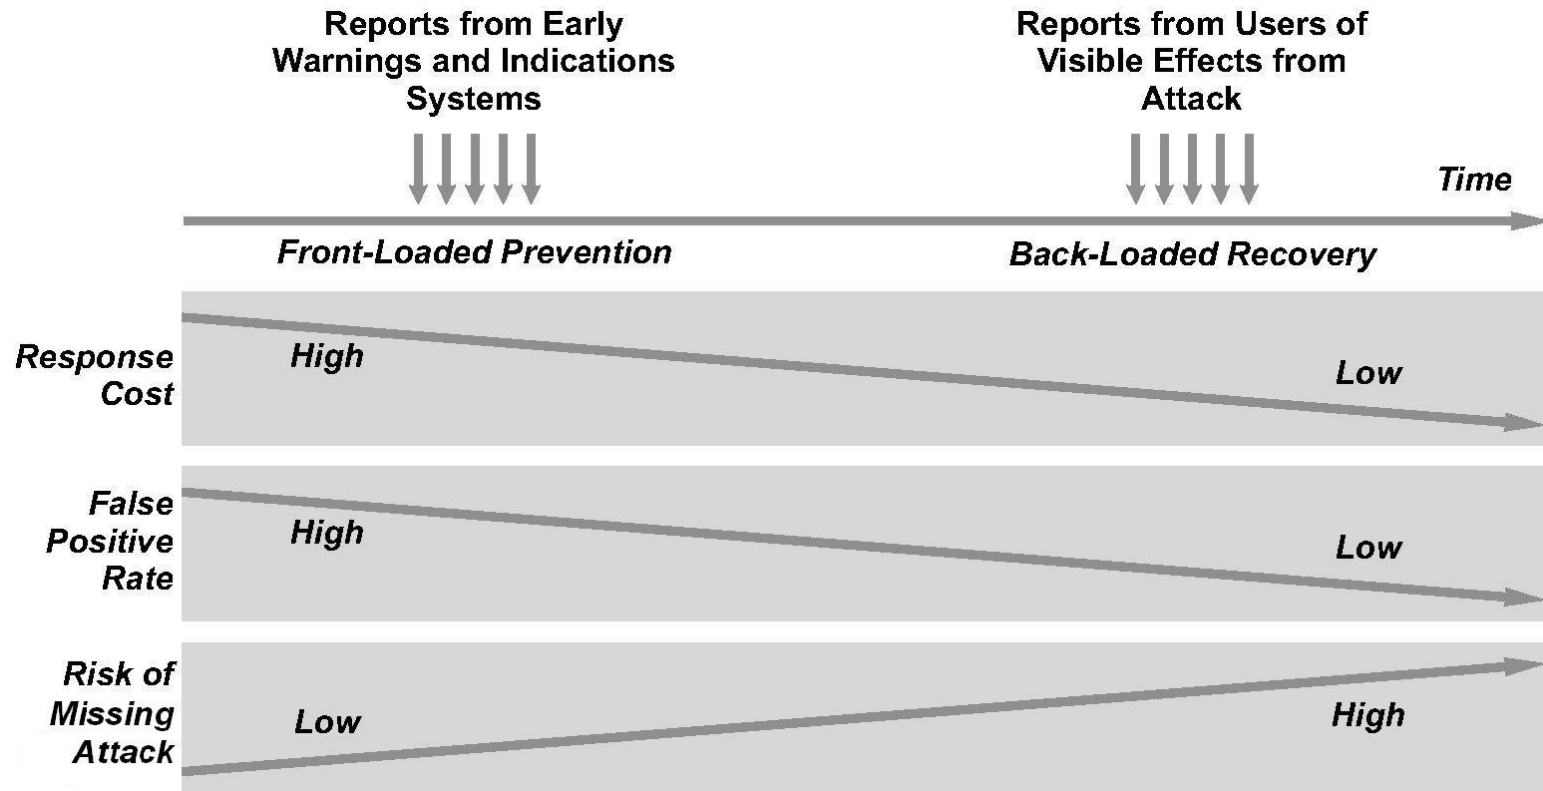 Reports from Early
Warnings and Indications
Systems
Reports from Users of
Visible Effects from
Attack
Time
Front-Loaded Prevention
Back-Loaded Recovery
Response
Cost
High
Low
False
Positive
Rate
High
Low
Risk of
Missing
Attack
Low
High